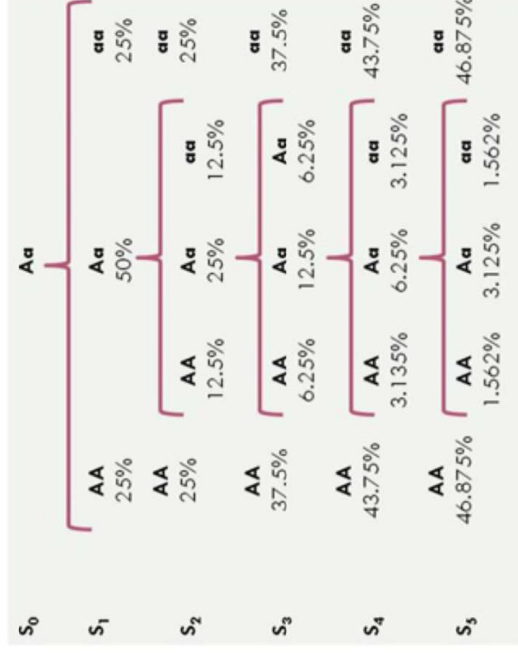 S₀ Aa
S₁ AA Aa aa
25% 50% 25%
AA aa
S₂ 25% AA Aa aa 25%
12.5% 25% 12.5%
AA aa
S₃ 37.5% AA Aa Aa 37.5%
6.25% 12.5% 6.25%
AA aa
S₄ 43.75% AA Aa aa 43.75%
3.135% 6.25% 3.125%
AA aa
S₅ 46.875% AA Aa aa 46.875%
1.562% 3.125% 1.562%